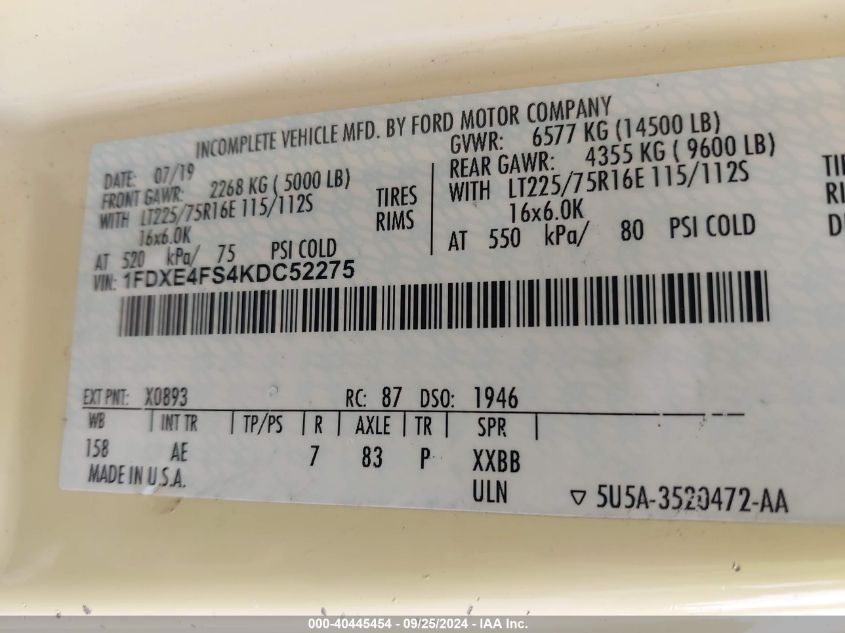 INCOMPLETE VEHICLE MFD. BY FORD MOTOR COMPANY
DATE: 07/19
GVWR: 6577 KG (14500 LB)
FRONT GAWR: 2268 KG ( 5000 LB)
REAR GAWR: 4355 KG ( 9600 LB)
WITH LT225/75R16E 115/112S TIRES
WITH LT225/75R16E 115/112S
16x6.0K RIMS
16x6.0K
AT 520 kPa/ 75 PSI COLD
AT 550 kPa/ 80 PSI COLD
VIN: 1FDXE4FS4KDC52275
EXT PNT: X0893 RC: 87 DSO: 1946
WB INT TR TP/PS R AXLE TR SPR
158 AE 7 83 P XXBB
MADE IN U.S.A. ULN 5U5A-3520472-AA
000-40445454 - 09/25/2024 - IAA Inc.